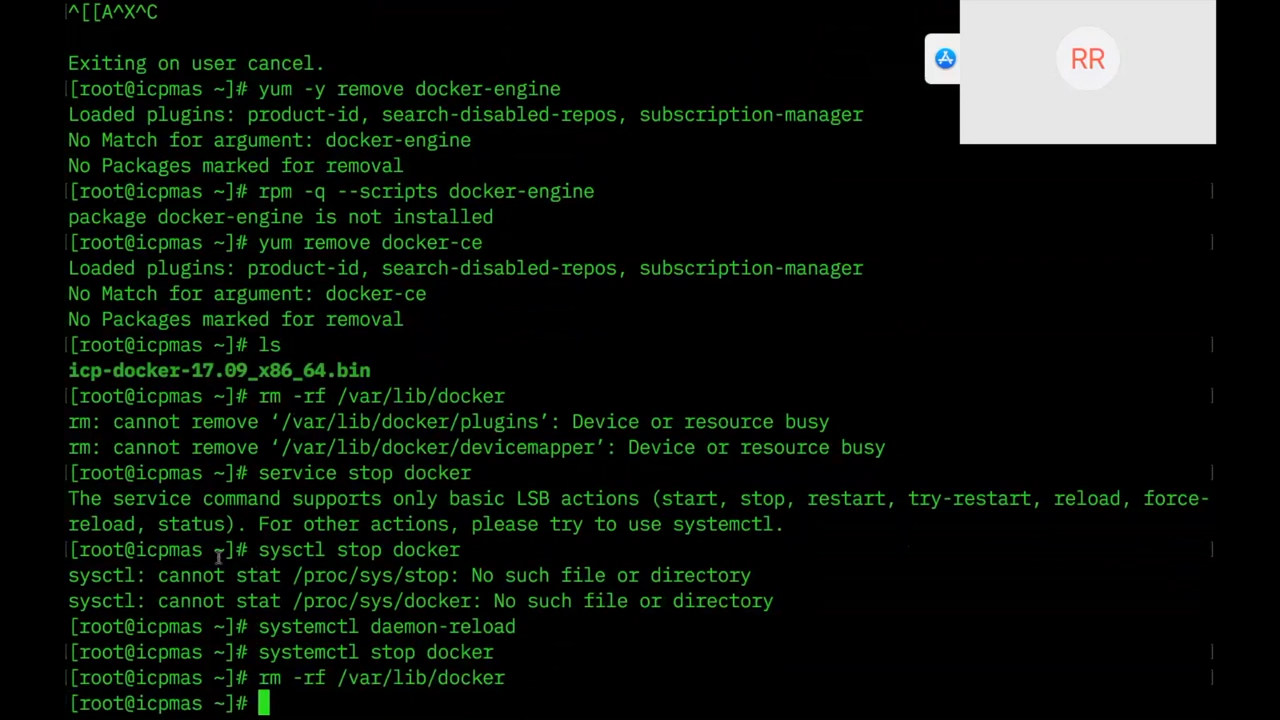 ^[[A^X^C
Exiting on user cancel.
[root@icpmas ~]# yum -y remove docker-engine
Loaded plugins: product-id, search-disabled-repos, subscription-manager
No Match for argument: docker-engine
No Packages marked for removal
[root@icpmas ~]# rpm -q --scripts docker-engine
package docker-engine is not installed
[root@icpmas ~]# yum remove docker-ce
Loaded plugins: product-id, search-disabled-repos, subscription-manager
No Match for argument: docker-ce
No Packages marked for removal
[root@icpmas ~]# ls
icp-docker-17.09_x86_64.bin
[root@icpmas ~]# rm -rf /var/lib/docker
rm: cannot remove ‘/var/lib/docker/plugins’: Device or resource busy
rm: cannot remove ‘/var/lib/docker/devicemapper’: Device or resource busy
[root@icpmas ~]# service stop docker
The service command supports only basic LSB actions (start, stop, restart, try-restart, reload, force-
reload, status). For other actions, please try to use systemctl.
[root@icpmas ~]# sysctl stop docker
sysctl: cannot stat /proc/sys/stop: No such file or directory
sysctl: cannot stat /proc/sys/docker: No such file or directory
[root@icpmas ~]# systemctl daemon-reload
[root@icpmas ~]# systemctl stop docker
[root@icpmas ~]# rm -rf /var/lib/docker
[root@icpmas ~]#
RR